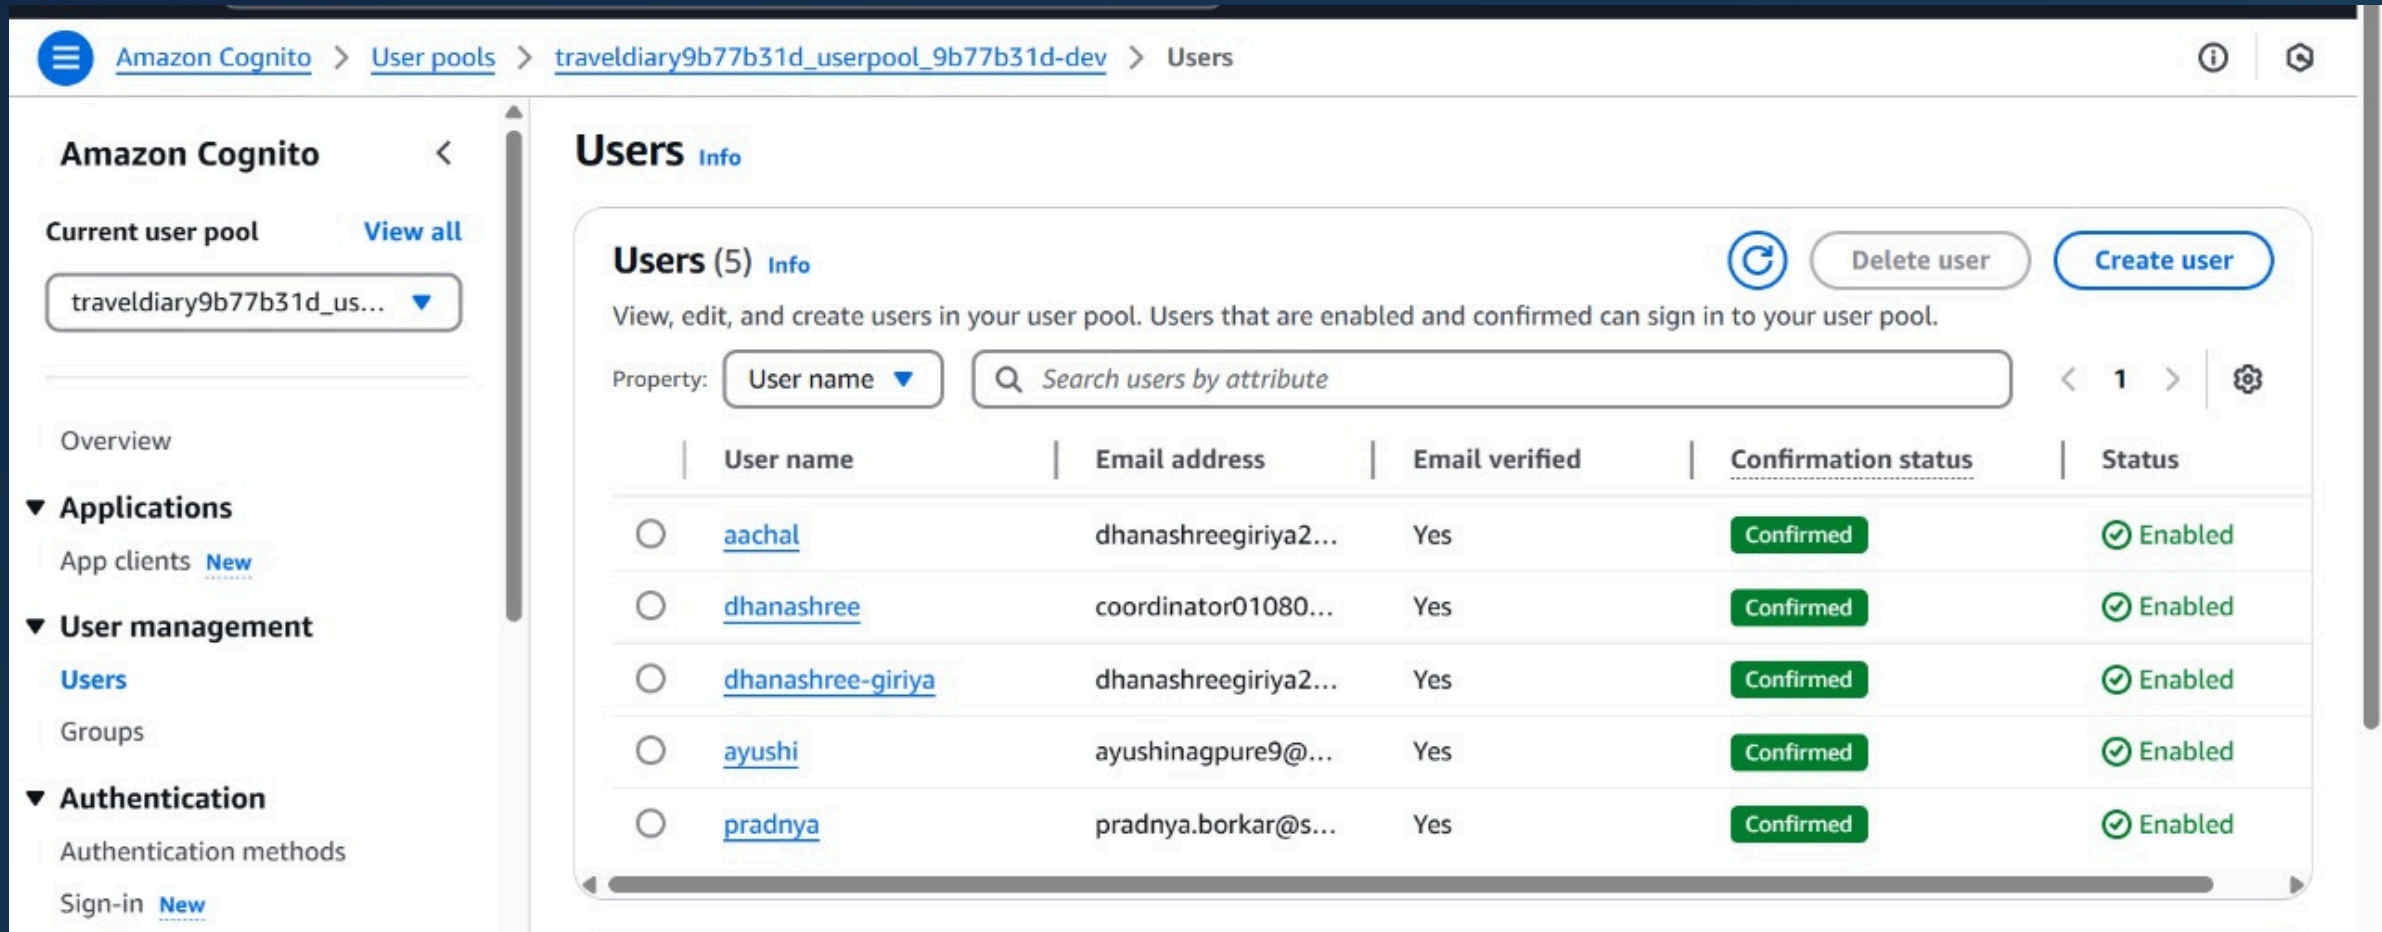 Amazon Cognito > User pools > traveldiary9b77b31d_userpool_9b77b31d-dev > Users
Amazon Cognito
Current user pool View all
traveldiary9b77b31d_us...
Overview
Applications
App clients New
User management
Users
Groups
Authentication
Authentication methods
Sign-in New
Users Info
Users (5) Info
Delete user
Create user
View, edit, and create users in your user pool. Users that are enabled and confirmed can sign in to your user pool.
Property: User name Search users by attribute 1
User name Email address Email verified Confirmation status Status
aachal dhanashreegiriya2... Yes Confirmed Enabled
dhanashree coordinator01080... Yes Confirmed Enabled
dhanashree-giriya dhanashreegiriya2... Yes Confirmed Enabled
ayushi ayushinagpure9@... Yes Confirmed Enabled
pradnya pradnya.borkar@s... Yes Confirmed Enabled